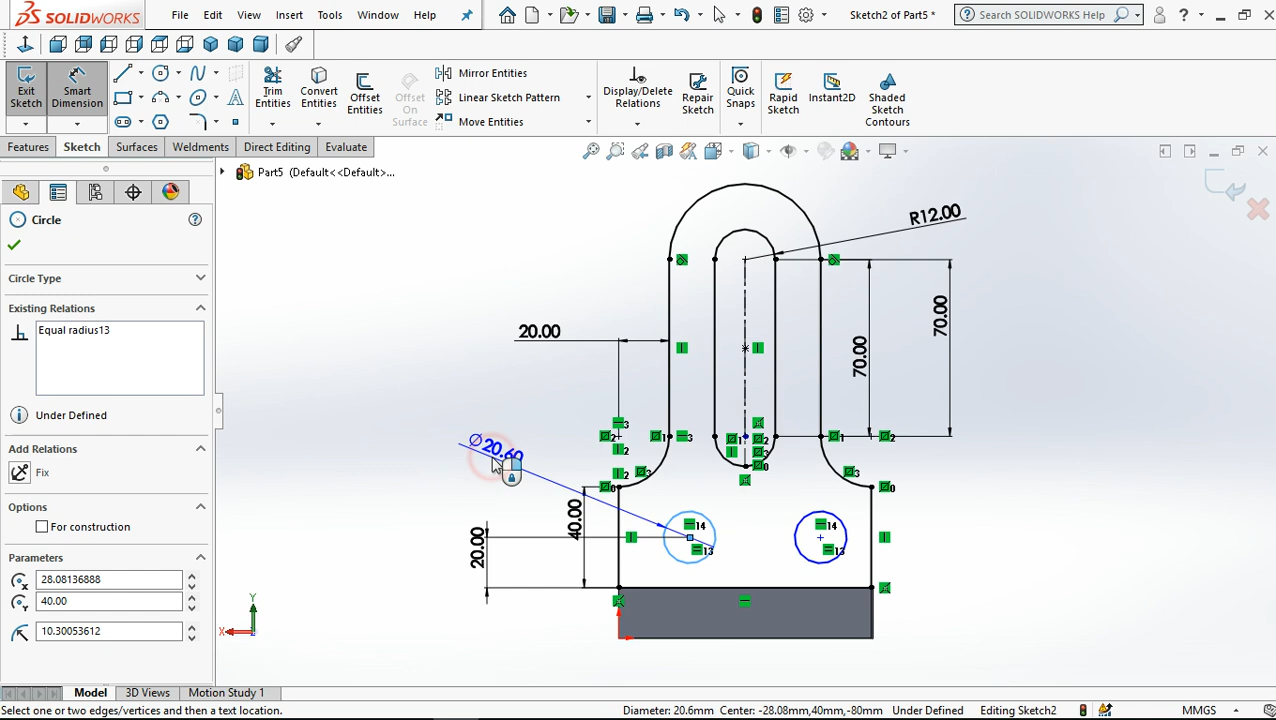 SOLIDWORKS
File
Edit
View
Insert
Tools
Window
Help
Sketch2 of Part5 *
Search SOLIDWORKS Help
?
Exit Sketch
Smart Dimension
Trim Entities
Convert Entities
Offset Entities
Offset On Surface
Mirror Entities
Linear Sketch Pattern
Move Entities
Display/Delete Relations
Repair Sketch
Quick Snaps
Rapid Sketch
Instant2D
Shaded Sketch Contours
Features
Sketch
Surfaces
Weldments
Direct Editing
Evaluate
Part5 (Default<<Default>...
Circle
Circle Type
Existing Relations
Equal radius13
Under Defined
Add Relations
Fix
Options
For construction
Parameters
28.08136888
40.00
10.30053612
R12.00
20.00
70.00
70.00
∅20.60
40.00
20.00
14
13
14
13
Y
X
Model
3D Views
Motion Study 1
Select one or two edges/vertices and then a text location.
Diameter: 20.6mm Center: -28.08mm,40mm,-80mm
Under Defined
Editing Sketch2
MMGS